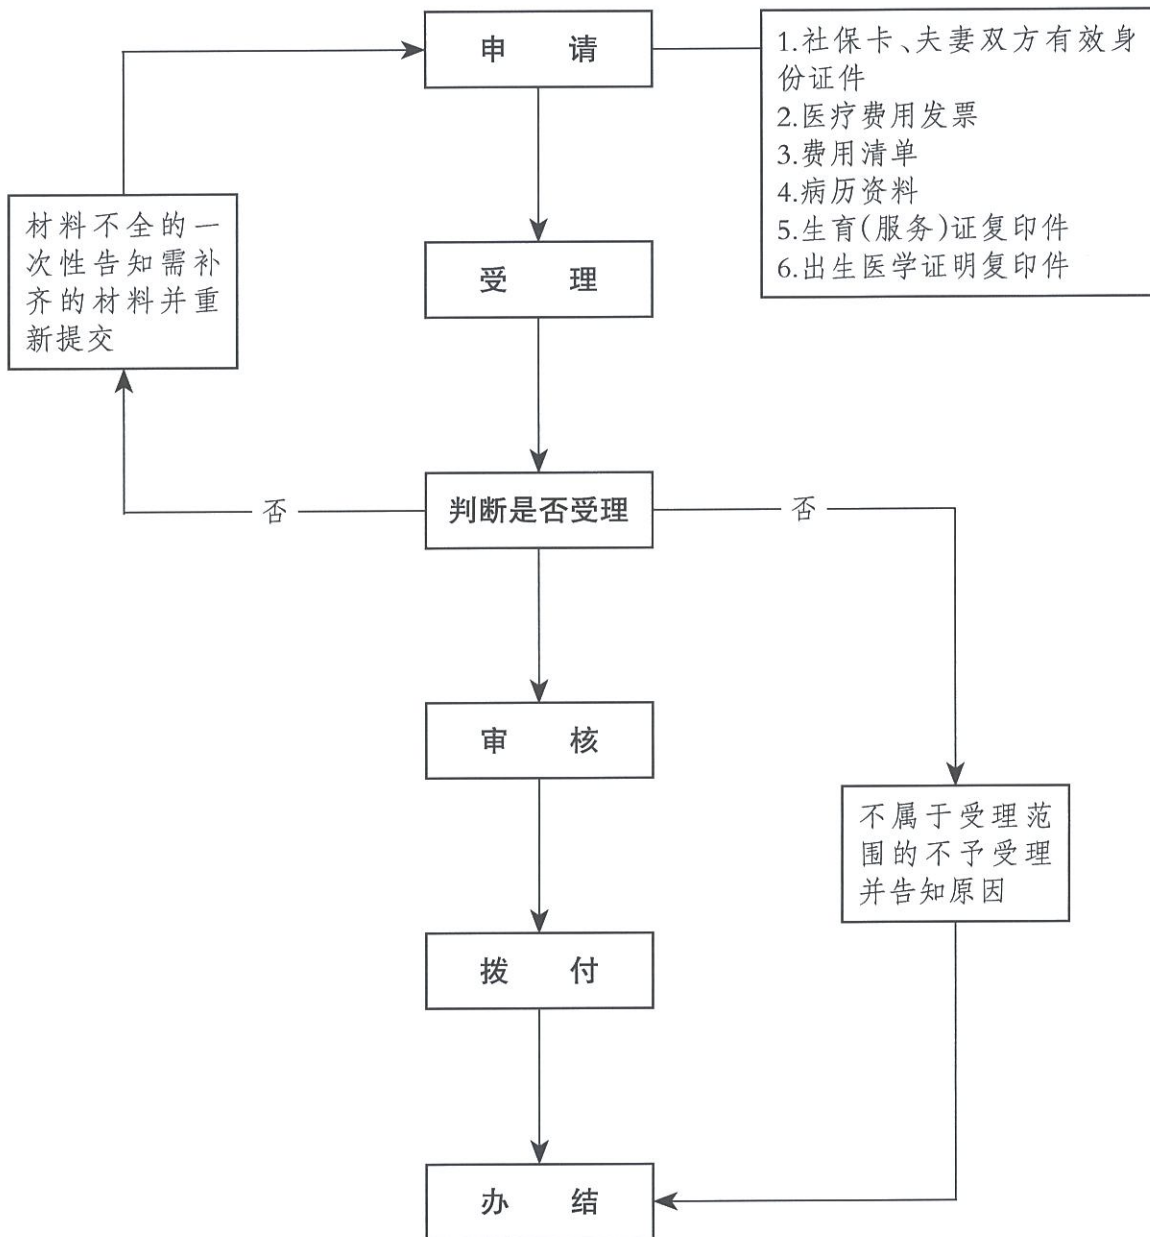 申 请
1.社保卡、夫妻双方有效身
份证件
2.医疗费用发票
3.费用清单
4.病历资料
5.生育(服务)证复印件
6.出生医学证明复印件
材料不全的一
次性告知需补
齐的材料并重
新提交
受 理
否
判断是否受理
否
审 核
不属于受理范
围的不予受理
并告知原因
拨 付
办 结